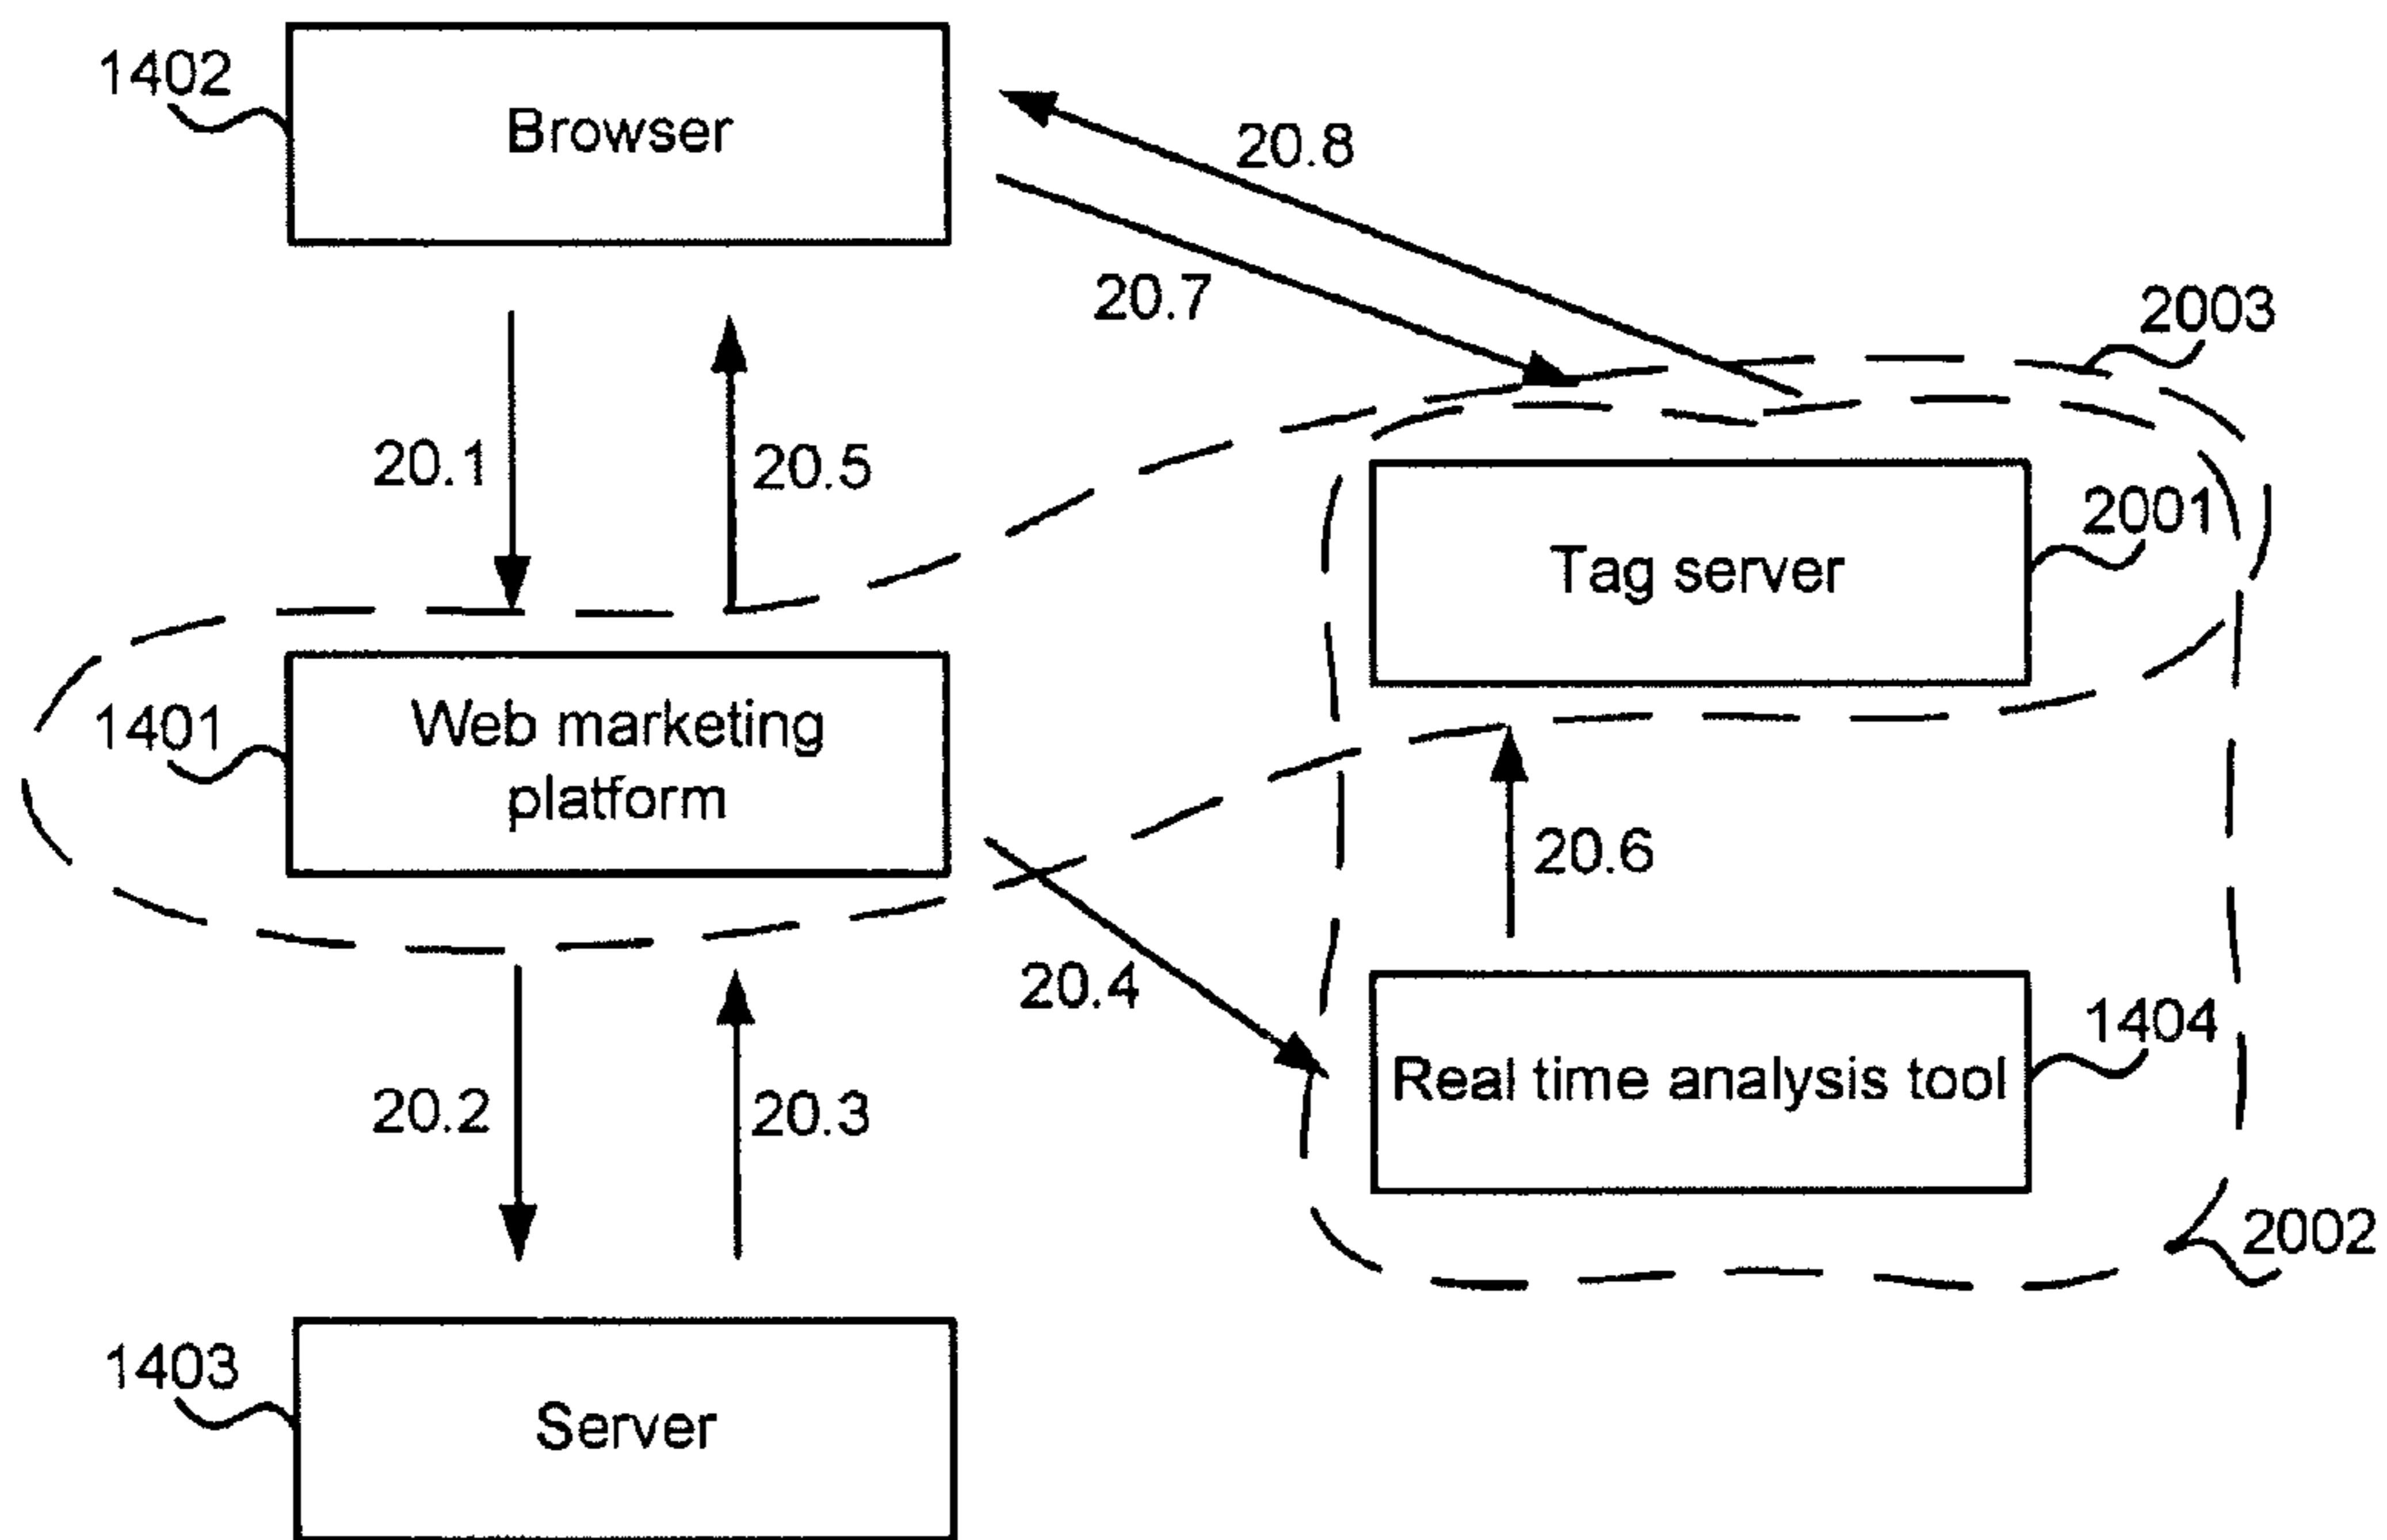 1402
Browser
20.8
20.7
2003
20.1
20.5
2001
Tag server
1401
Web marketing
platform
20.6
20.4
1404
Real time analysis tool
20.2
20.3
2002
1403
Server